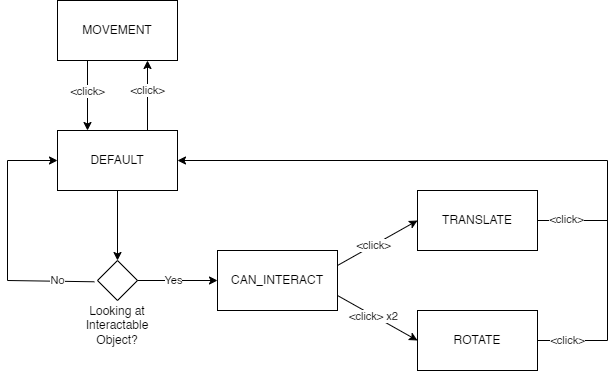 MOVEMENT
<click>
<click>
DEFAULT
TRANSLATE
<click>
<click>
No
Yes
CAN_INTERACT
Looking at
Interactable
Object?
<click> x2
ROTATE
<click>